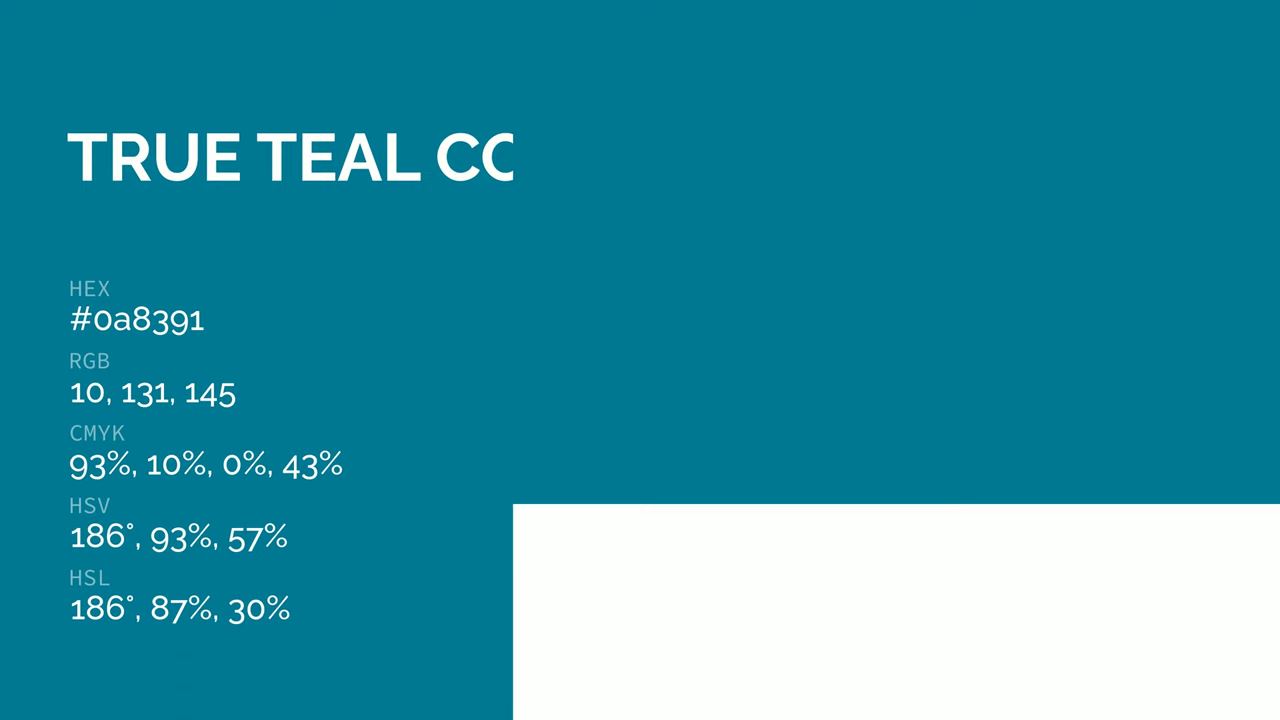 TRUE TEAL CO
HEX
#0a8391
RGB
10, 131, 145
CMYK
93%, 10%, 0%, 43%
HSV
186°, 93%, 57%
HSL
186°, 87%, 30%